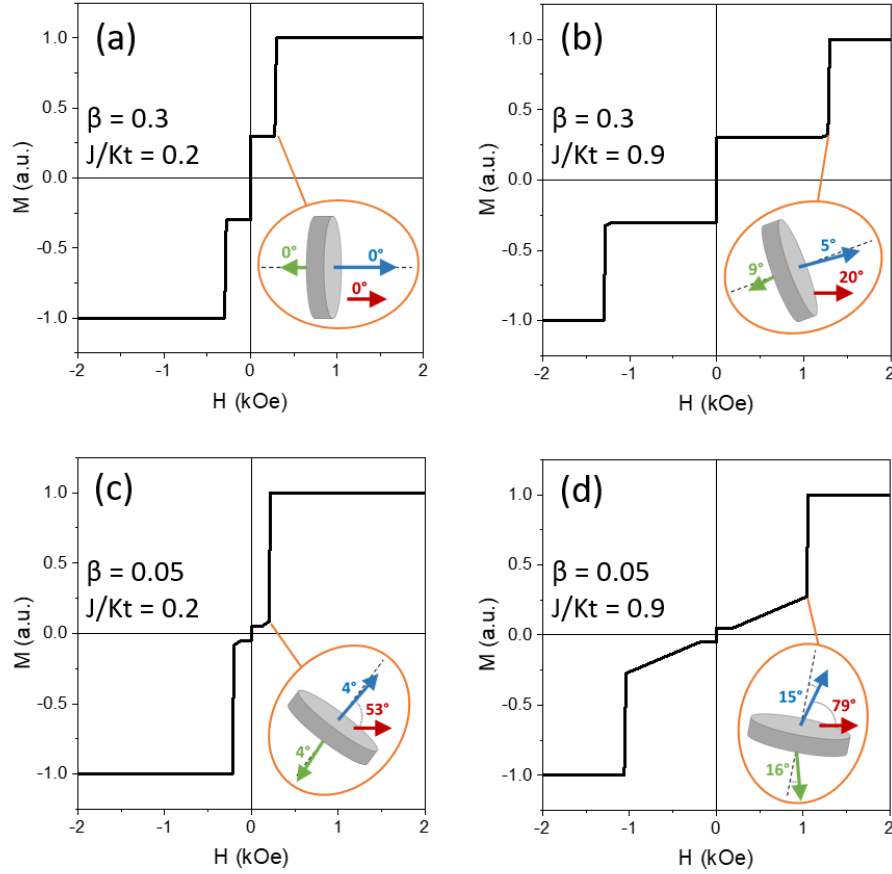 (a)
β = 0.3
J/Kt = 0.2
M (a.u.)
1.0
0.5
0.0
-0.5
-1.0
0°
0°
0°
-2
-1
0
1
2
H (kOe)
(b)
β = 0.3
J/Kt = 0.9
M (a.u.)
1.0
0.5
0.0
-0.5
-1.0
5°
9°
20°
-2
-1
0
1
2
H (kOe)
(c)
β = 0.05
J/Kt = 0.2
M (a.u.)
1.0
0.5
0.0
-0.5
-1.0
4°
53°
4°
-2
-1
0
1
2
H (kOe)
(d)
β = 0.05
J/Kt = 0.9
M (a.u.)
1.0
0.5
0.0
-0.5
-1.0
15°
79°
16°
-2
-1
0
1
2
H (kOe)